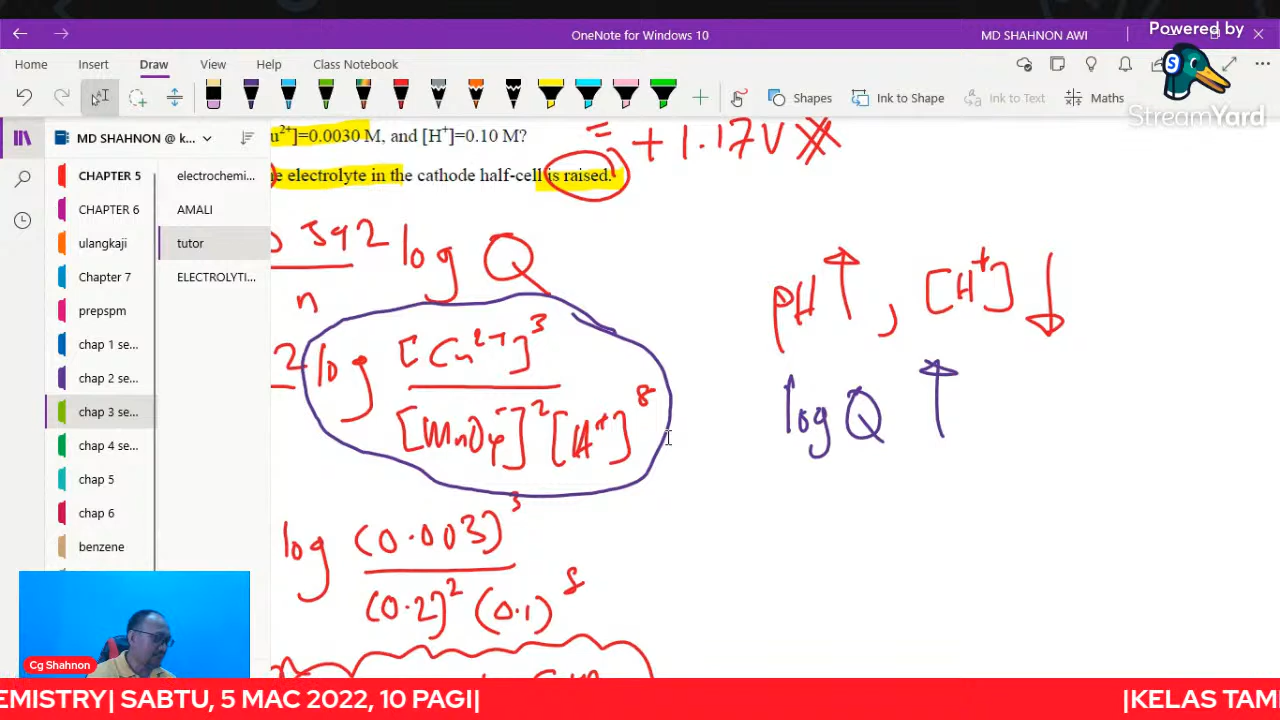 OneNote for Windows 10
MD SHAHNON AWI
Powered by
StreamYard
Home Insert Draw View Help Class Notebook
Shapes Ink to Shape Maths
MD SHAHNON @ k...
CHAPTER 5
CHAPTER 6
ulangkaji
Chapter 7
prepspm
chap 1 se...
chap 2 se...
chap 3 se...
chap 4 se...
chap 5
chap 6
benzene
electrochemi...
AMALI
tutor
ELECTROLYTI...
u²⁺]=0.0030 M, and [H⁺]=0.10 M?
= + 1.17V
e electrolyte in the cathode half-cell is raised.
0 592 log Q
n
2 log [Cu²⁺]³
[MnO₄⁻]² [H⁺]⁸
log (0.003)³
(0.2)² (0.1)⁸
pH ↑, [H⁺] ↓
log Q ↑
Cg Shahnon
EMISTRY| SABTU, 5 MAC 2022, 10 PAGI| |KELAS TAM